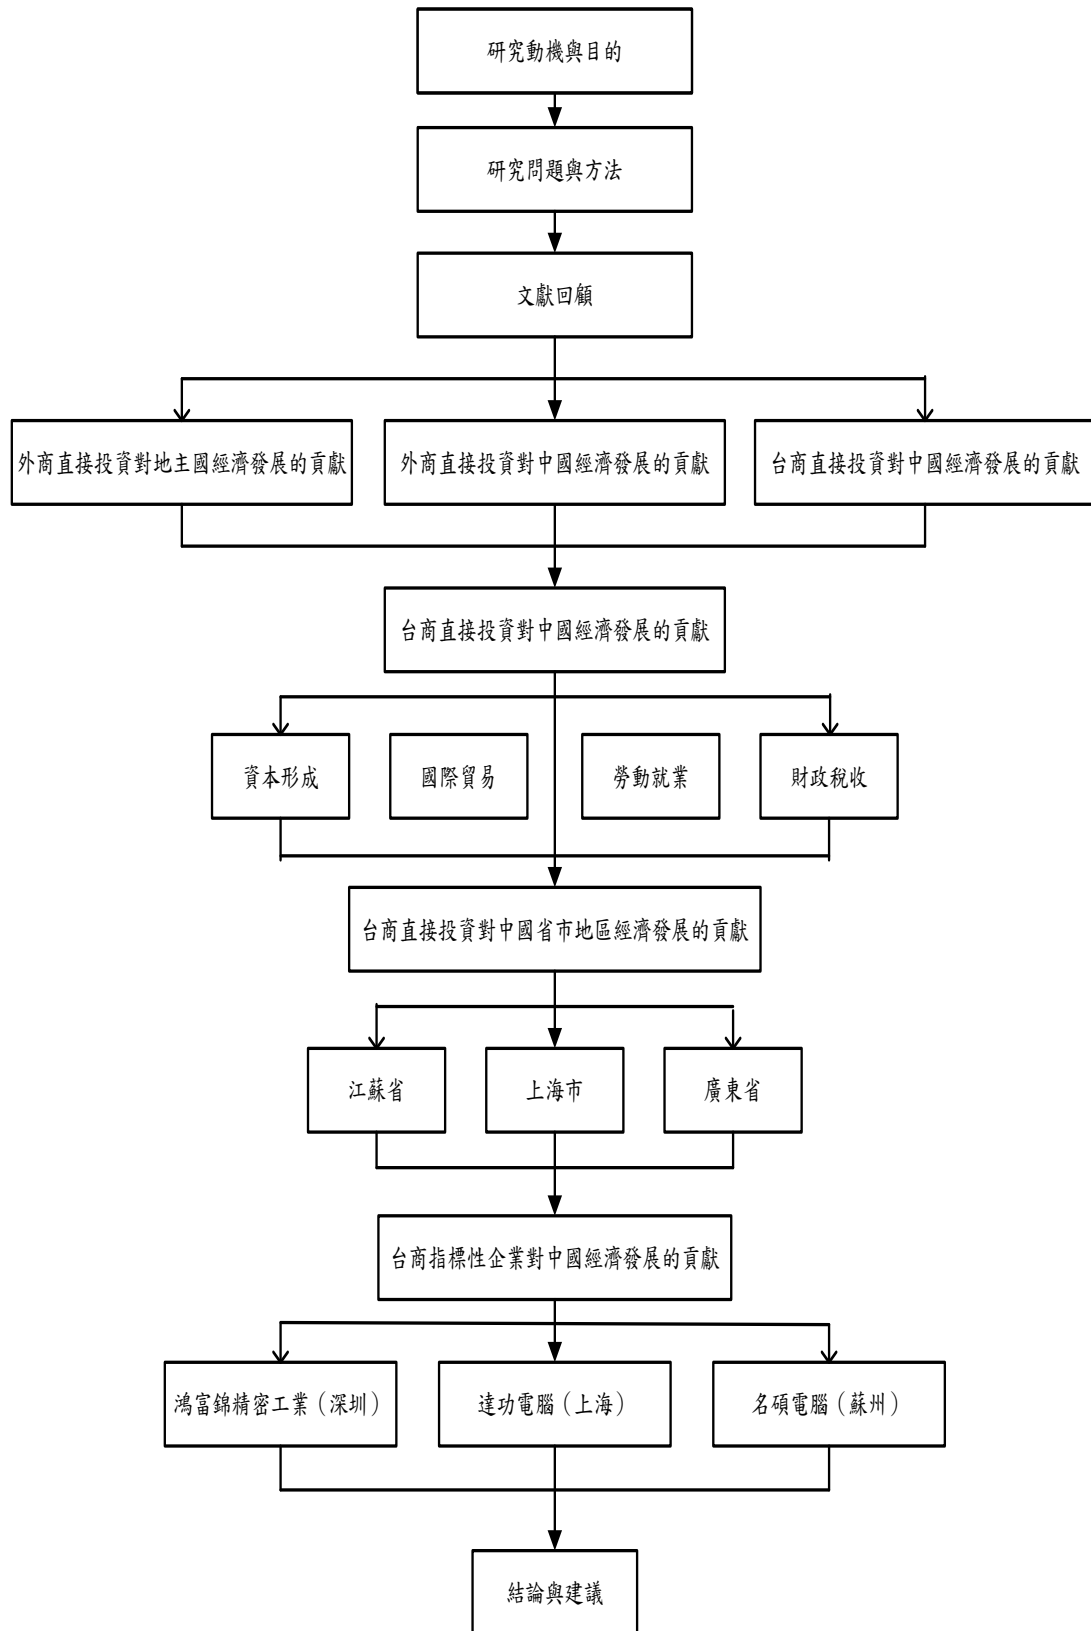 研究動機與目的
研究問題與方法
文獻回顧
外商直接投資對地主國經濟發展的貢獻
外商直接投資對中國經濟發展的貢獻
台商直接投資對中國經濟發展的貢獻
台商直接投資對中國經濟發展的貢獻
資本形成
國際貿易
勞動就業
財政稅收
台商直接投資對中國省市地區經濟發展的貢獻
江蘇省
上海市
廣東省
台商指標性企業對中國經濟發展的貢獻
鴻富錦精密工業（深圳）
達功電腦（上海）
名碩電腦（蘇州）
結論與建議